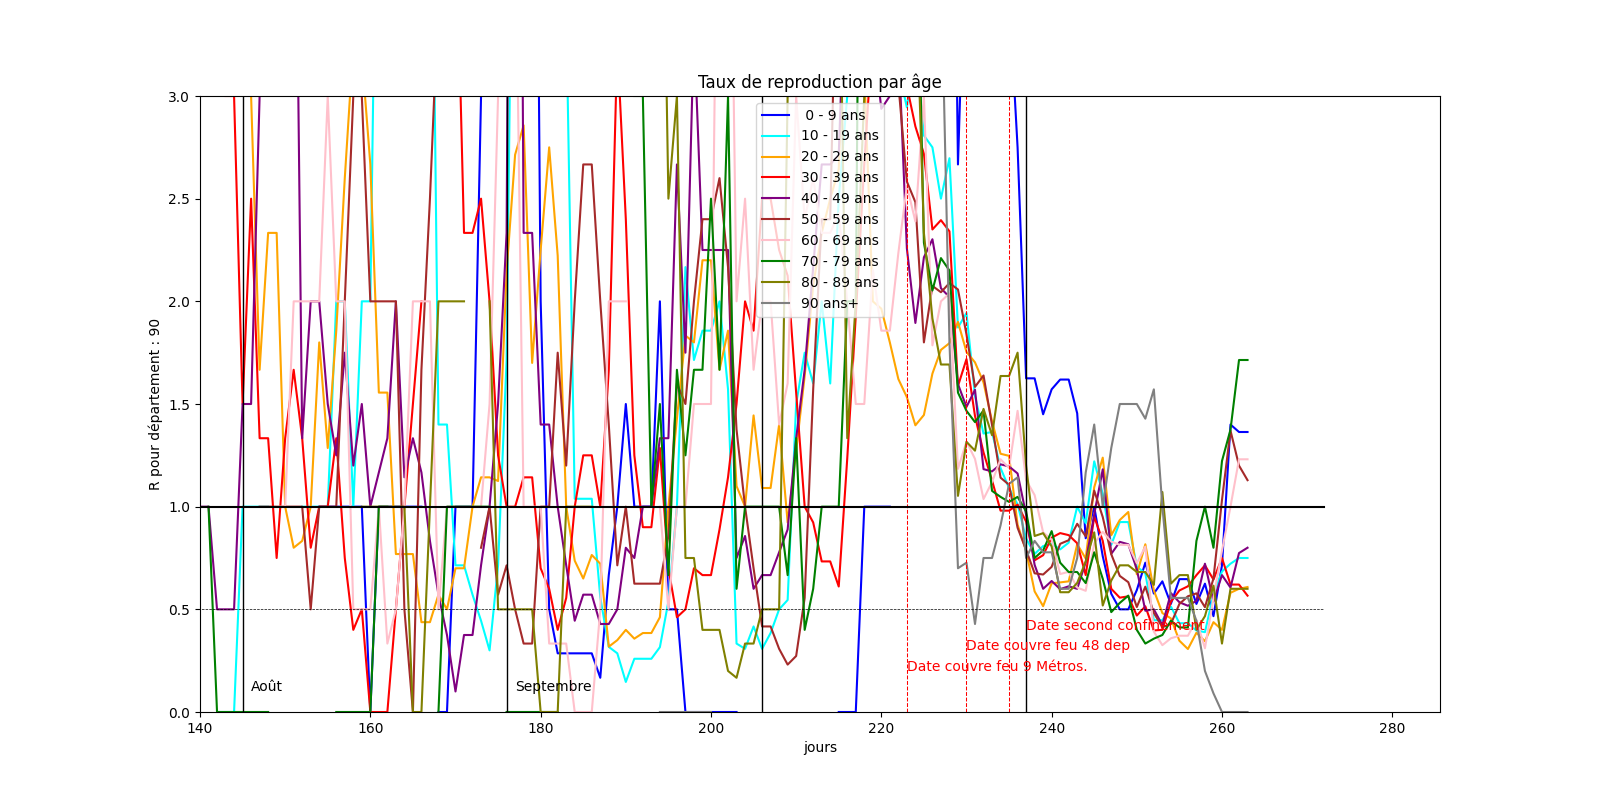 Taux de reproduction par âge
R pour département : 90
3.0
2.5
2.0
1.5
1.0
0.5
0.0
0 - 9 ans
10 - 19 ans
20 - 29 ans
30 - 39 ans
40 - 49 ans
50 - 59 ans
60 - 69 ans
70 - 79 ans
80 - 89 ans
90 ans+
Date second confinement
Date couvre feu 48 dep
Date couvre feu 9 Métros.
Août
Septembre
140
160
180
200
220
240
260
280
jours